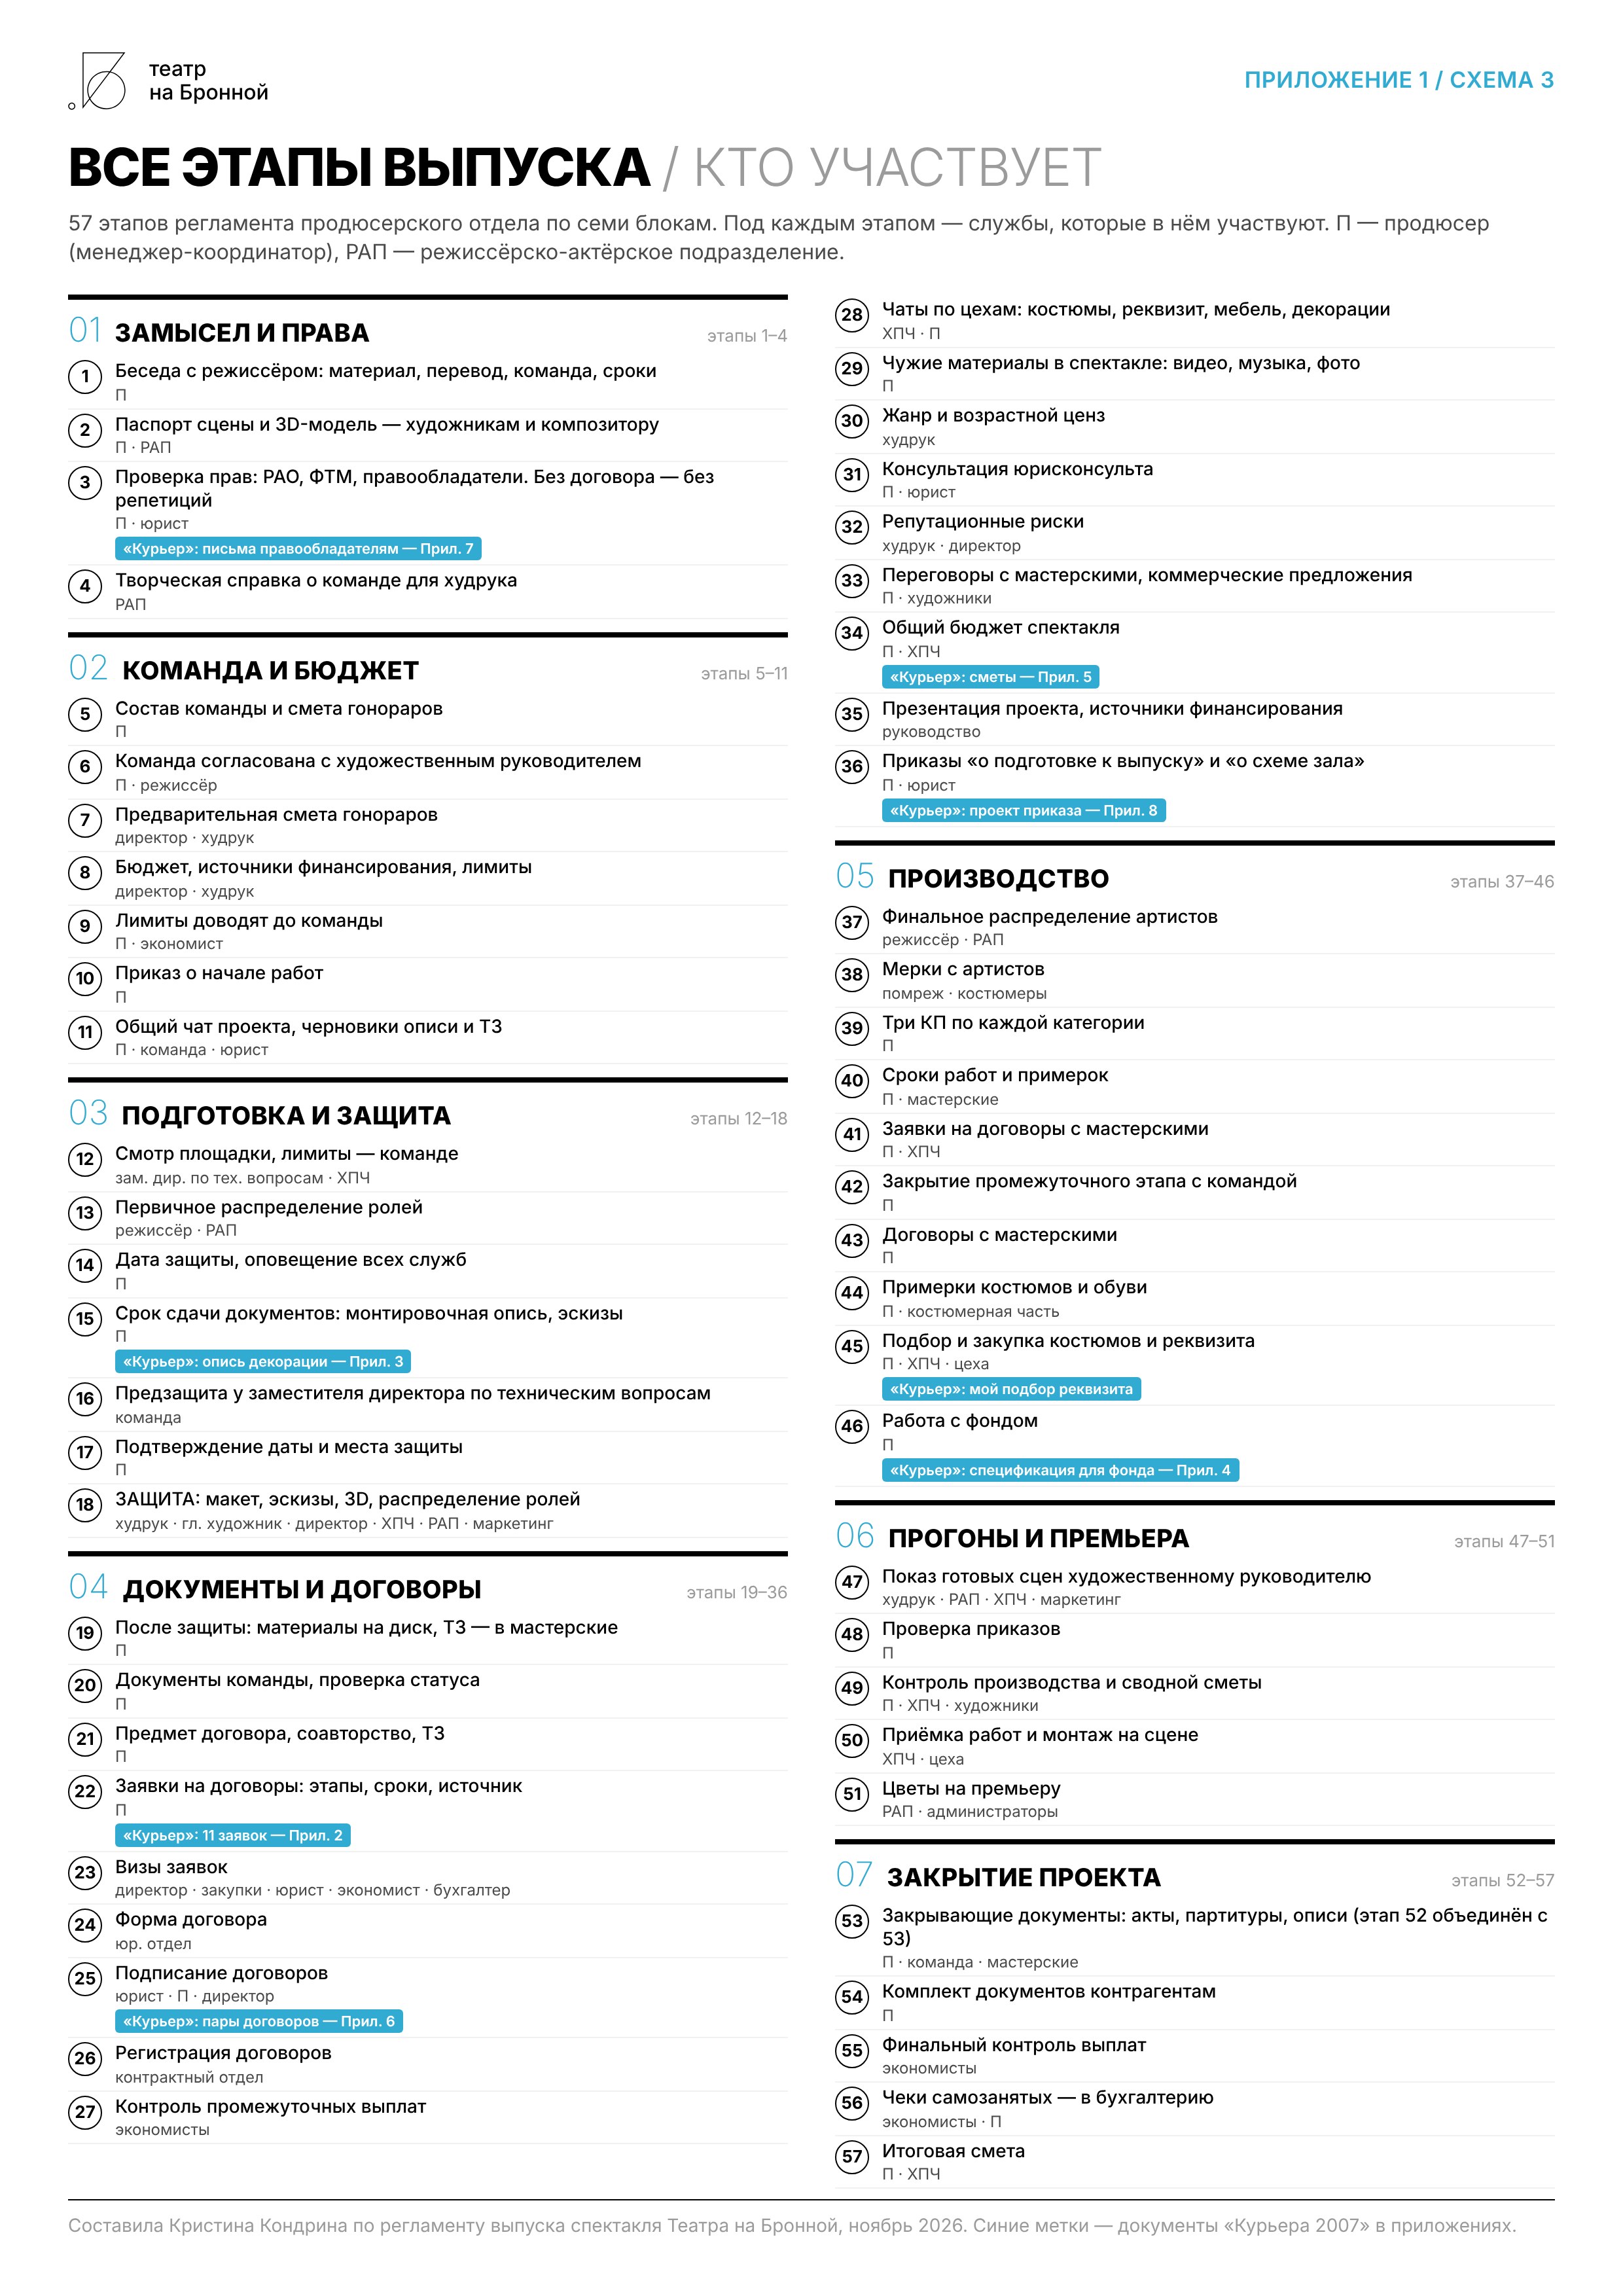 театр
на Бронной
ПРИЛОЖЕНИЕ 1 / СХЕМА 3
ВСЕ ЭТАПЫ ВЫПУСКА / КТО УЧАСТВУЕТ
57 этапов регламента продюсерского отдела по семи блокам. Под каждым этапом — службы, которые в нём участвуют. П — продюсер
(менеджер-координатор), РАП — режиссёрско-актёрское подразделение.
01 ЗАМЫСЕЛ И ПРАВА этапы 1–4
1 Беседа с режиссёром: материал, перевод, команда, сроки
П
2 Паспорт сцены и 3D-модель — художникам и композитору
П · РАП
3 Проверка прав: РАО, ФТМ, правообладатели. Без договора — без
репетиций
П · юрист
«Курьер»: письма правообладателям — Прил. 7
4 Творческая справка о команде для худрука
РАП
02 КОМАНДА И БЮДЖЕТ этапы 5–11
5 Состав команды и смета гонораров
П
6 Команда согласована с художественным руководителем
П · режиссёр
7 Предварительная смета гонораров
директор · худрук
8 Бюджет, источники финансирования, лимиты
директор · худрук
9 Лимиты доводят до команды
П · экономист
10 Приказ о начале работ
П
11 Общий чат проекта, черновики описи и ТЗ
П · команда · юрист
03 ПОДГОТОВКА И ЗАЩИТА этапы 12–18
12 Смотр площадки, лимиты — команде
зам. дир. по тех. вопросам · ХПЧ
13 Первичное распределение ролей
режиссёр · РАП
14 Дата защиты, оповещение всех служб
П
15 Срок сдачи документов: монтировочная опись, эскизы
П
«Курьер»: опись декорации — Прил. 3
16 Предзащита у заместителя директора по техническим вопросам
команда
17 Подтверждение даты и места защиты
П
18 ЗАЩИТА: макет, эскизы, 3D, распределение ролей
худрук · гл. художник · директор · ХПЧ · РАП · маркетинг
04 ДОКУМЕНТЫ И ДОГОВОРЫ этапы 19–36
19 После защиты: материалы на диск, ТЗ — в мастерские
П
20 Документы команды, проверка статуса
П
21 Предмет договора, соавторство, ТЗ
П
22 Заявки на договоры: этапы, сроки, источник
П
«Курьер»: 11 заявок — Прил. 2
23 Визы заявок
директор · закупки · юрист · экономист · бухгалтер
24 Форма договора
юр. отдел
25 Подписание договоров
юрист · П · директор
«Курьер»: пары договоров — Прил. 6
26 Регистрация договоров
контрактный отдел
27 Контроль промежуточных выплат
экономисты
28 Чаты по цехам: костюмы, реквизит, мебель, декорации
ХПЧ · П
29 Чужие материалы в спектакле: видео, музыка, фото
П
30 Жанр и возрастной ценз
худрук
31 Консультация юрисконсульта
П · юрист
32 Репутационные риски
худрук · директор
33 Переговоры с мастерскими, коммерческие предложения
П · художники
34 Общий бюджет спектакля
П · ХПЧ
«Курьер»: сметы — Прил. 5
35 Презентация проекта, источники финансирования
руководство
36 Приказы «о подготовке к выпуску» и «о схеме зала»
П · юрист
«Курьер»: проект приказа — Прил. 8
05 ПРОИЗВОДСТВО этапы 37–46
37 Финальное распределение артистов
режиссёр · РАП
38 Мерки с артистов
помреж · костюмеры
39 Три КП по каждой категории
П
40 Сроки работ и примерок
П · мастерские
41 Заявки на договоры с мастерскими
П · ХПЧ
42 Закрытие промежуточного этапа с командой
П
43 Договоры с мастерскими
П
44 Примерки костюмов и обуви
П · костюмерная часть
45 Подбор и закупка костюмов и реквизита
П · ХПЧ · цеха
«Курьер»: мой подбор реквизита
46 Работа с фондом
П
«Курьер»: спецификация для фонда — Прил. 4
06 ПРОГОНЫ И ПРЕМЬЕРА этапы 47–51
47 Показ готовых сцен художественному руководителю
худрук · РАП · ХПЧ · маркетинг
48 Проверка приказов
П
49 Контроль производства и сводной сметы
П · ХПЧ · художники
50 Приёмка работ и монтаж на сцене
ХПЧ · цеха
51 Цветы на премьеру
РАП · администраторы
07 ЗАКРЫТИЕ ПРОЕКТА этапы 52–57
53 Закрывающие документы: акты, партитуры, описи (этап 52 объединён с
53)
П · команда · мастерские
54 Комплект документов контрагентам
П
55 Финальный контроль выплат
экономисты
56 Чеки самозанятых — в бухгалтерию
экономисты · П
57 Итоговая смета
П · ХПЧ
Составила Кристина Кондрина по регламенту выпуска спектакля Театра на Бронной, ноябрь 2026. Синие метки — документы «Курьера 2007» в приложениях.